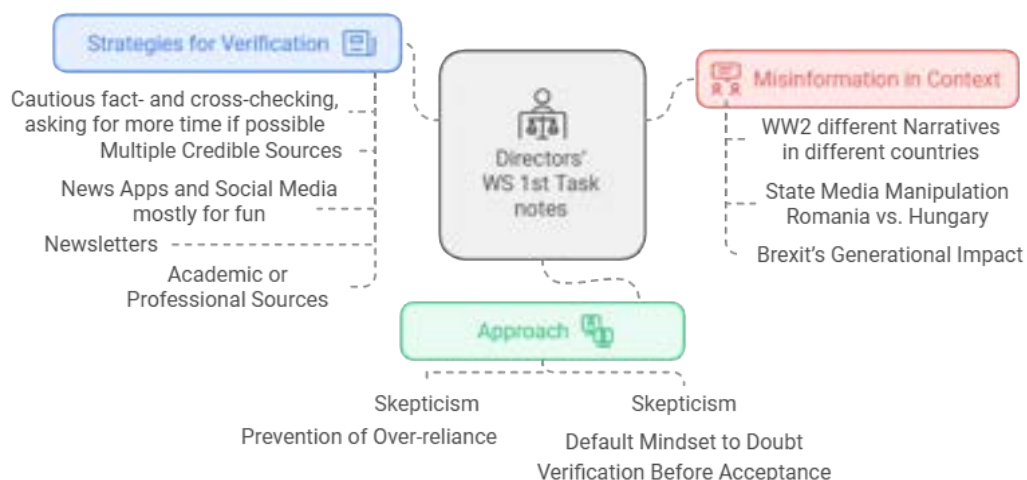 Strategies for Verification
Cautious fact- and cross-checking,
asking for more time if possible
Multiple Credible Sources
News Apps and Social Media
mostly for fun
Newsletters
Academic or
Professional Sources
Directors'
WS 1st Task
notes
Misinformation in Context
WW2 different Narratives
in different countries
State Media Manipulation
Romania vs. Hungary
Brexit's Generational Impact
Approach
Skepticism
Prevention of Over-reliance
Skepticism
Default Mindset to Doubt
Verification Before Acceptance